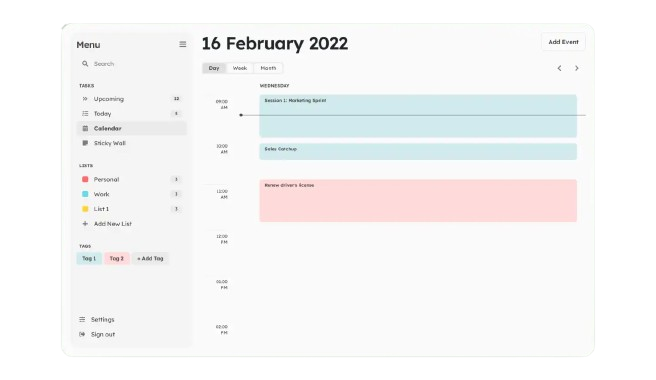 Menu
Search
TASKS
Upcoming
12
Today
5
Calendar
Sticky Wall
LISTS
Personal
3
Work
3
List 1
3
+ Add New List
TAGS
Tag 1
Tag 2
+ Add Tag
Settings
Sign out
16 February 2022
Add Event
Day
Week
Month
WEDNESDAY
09:00
AM
Session 1: Marketing Sprint
10:00
AM
Sales Catchup
11:00
AM
Renew driver's license
12:00
PM
01:00
PM
02:00
PM